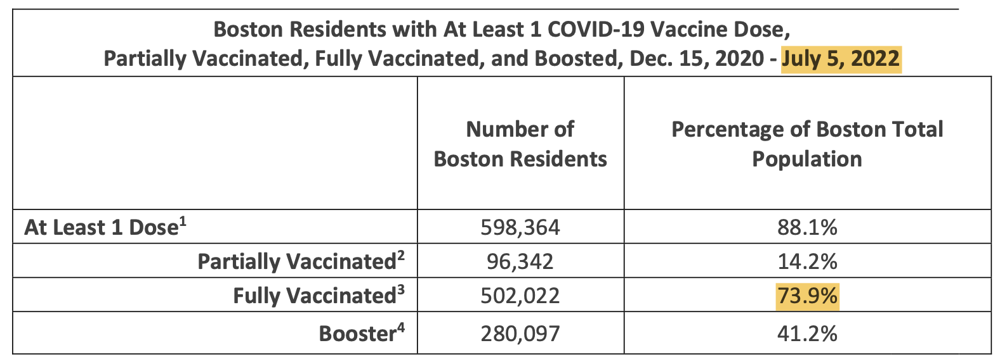 Boston Residents with At Least 1 COVID-19 Vaccine Dose,
Partially Vaccinated, Fully Vaccinated, and Boosted, Dec. 15, 2020 - July 5, 2022
Number of
Boston Residents
Percentage of Boston Total
Population
At Least 1 Dose¹ 598,364 88.1%
Partially Vaccinated² 96,342 14.2%
Fully Vaccinated³ 502,022 73.9%
Booster⁴ 280,097 41.2%